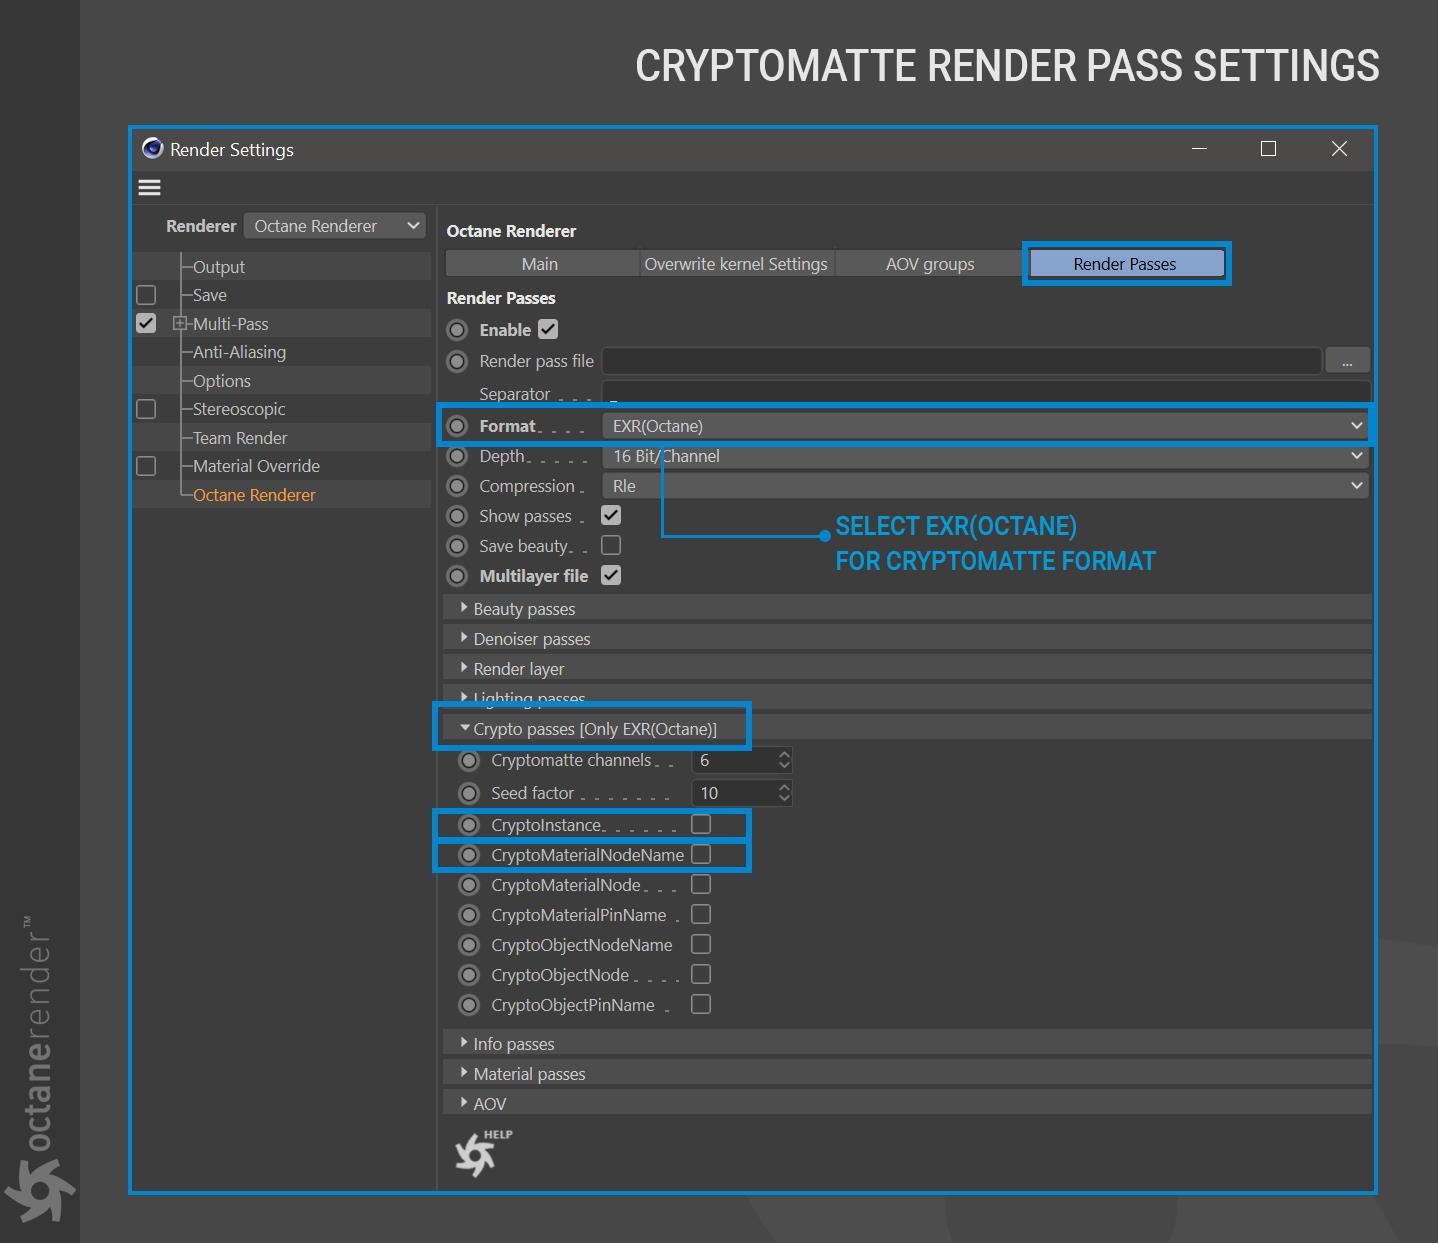 CRYPTOMATTE RENDER PASS SETTINGS
Render Settings
Renderer Octane Renderer
Output
Save
Multi-Pass
Anti-Aliasing
Options
Stereoscopic
Team Render
Material Override
Octane Renderer
Octane Renderer
Main Overwrite kernel Settings AOV groups Render Passes
Render Passes
Enable
Render pass file ...
Separator _
Format EXR(Octane)
Depth 16 Bit/Channel
Compression Rle
Show passes
Save beauty
Multilayer file
SELECT EXR(OCTANE)
FOR CRYPTOMATTE FORMAT
Beauty passes
Denoiser passes
Render layer
Lighting passes
Crypto passes [Only EXR(Octane)]
Cryptomatte channels 6
Seed factor 10
CryptoInstance
CryptoMaterialNodeName
CryptoMaterialNode
CryptoMaterialPinName
CryptoObjectNodeName
CryptoObjectNode
CryptoObjectPinName
Info passes
Material passes
AOV
HELP
octanerender™